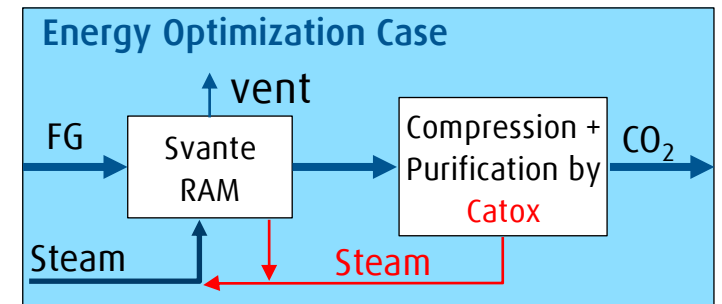 Energy Optimization Case
vent
FG
Svante
RAM
Compression +
Purification by
Catox
CO₂
Steam
Steam